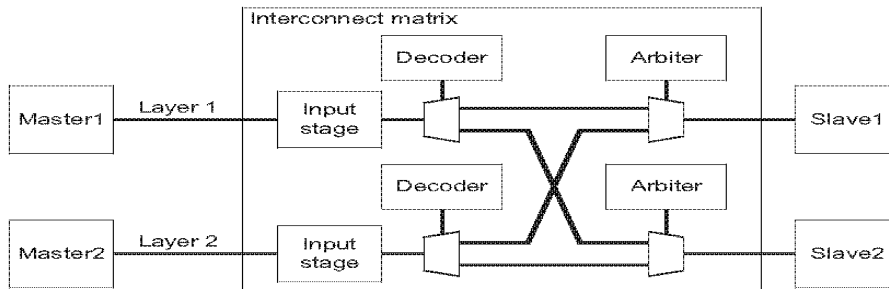 Interconnect matrix
Decoder
Arbiter
Master1
Layer 1
Input
stage
Slave1
Decoder
Arbiter
Master2
Layer 2
Input
stage
Slave2